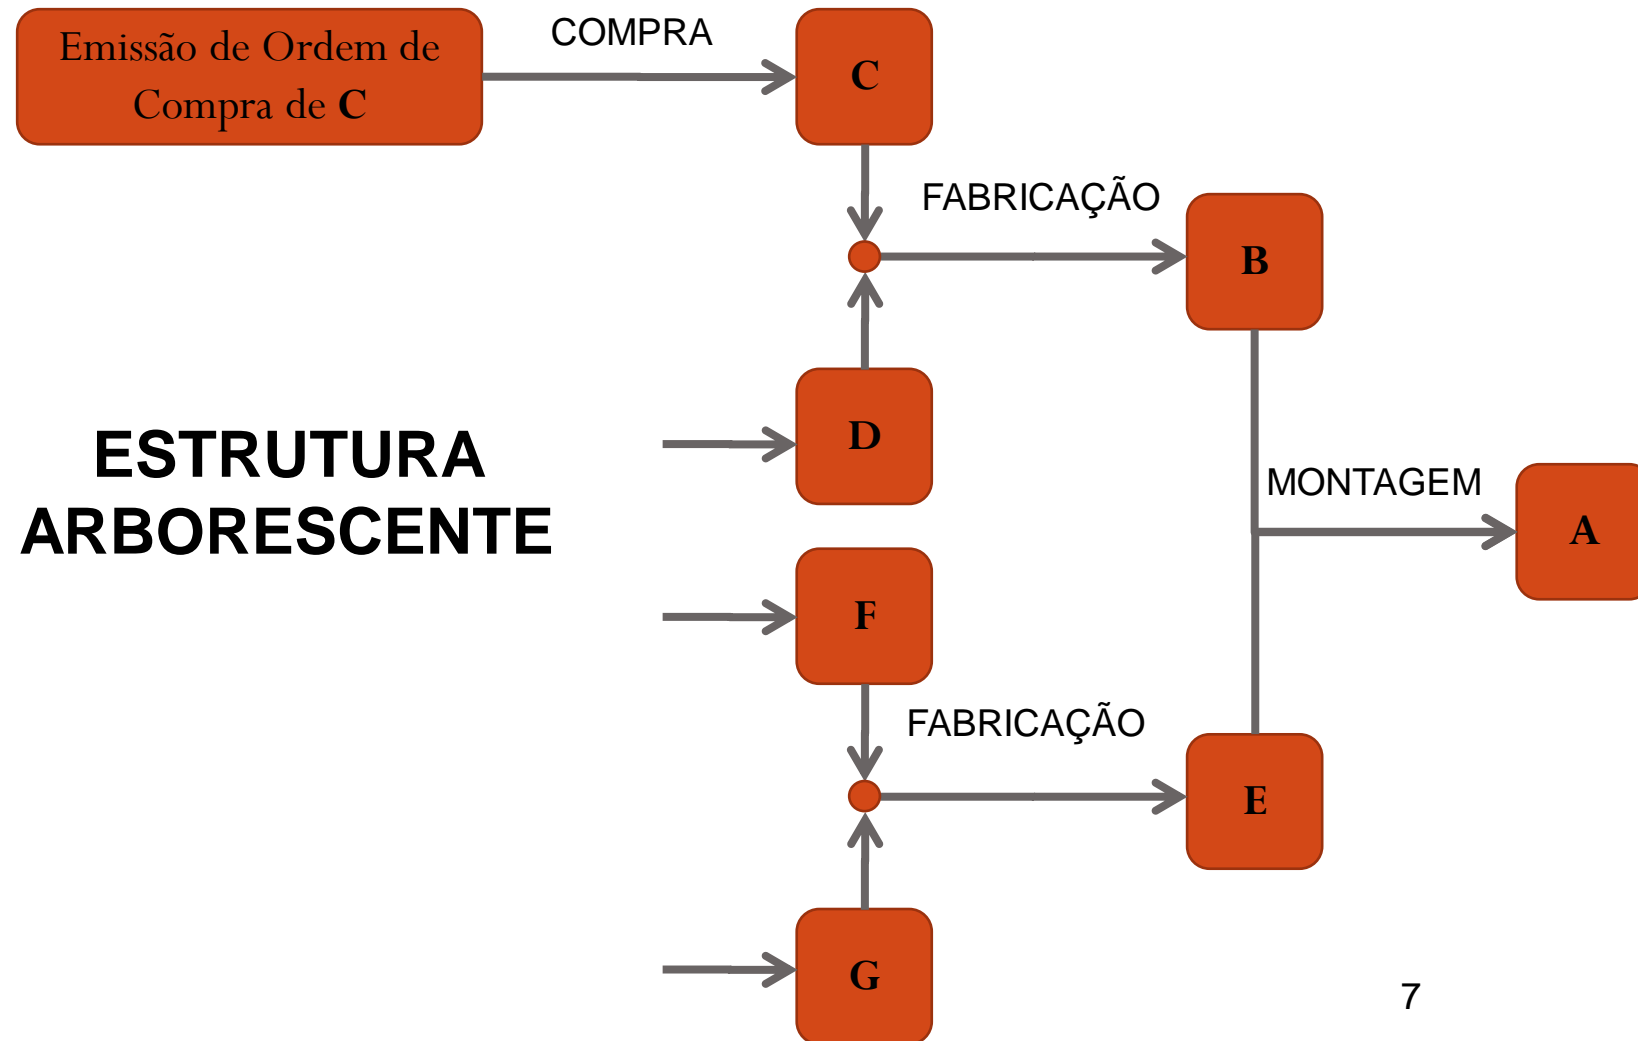 Emissão de Ordem de
Compra de C
COMPRA
C
FABRICAÇÃO
B
D
ESTRUTURA
ARBORESCENTE
MONTAGEM
A
F
FABRICAÇÃO
E
G
7